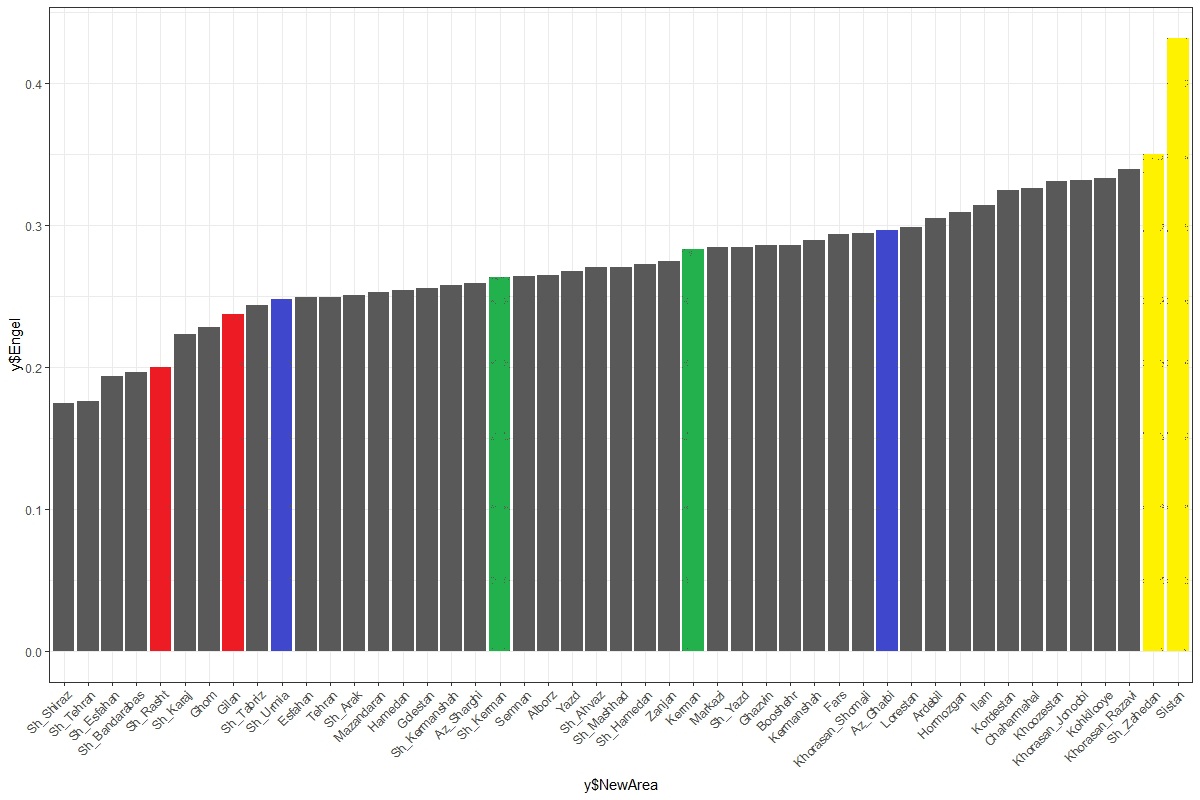 y$Engel
0.4
0.3
0.2
0.1
0.0
Sh_Shiraz
Sh_Tehran
Sh_Esfahan
Sh_Bandarabas
Sh_Rasht
Sh_Karaj
Ghom
Gilan
Sh_Tabriz
Sh_Urmia
Esfahan
Tehran
Sh_Arak
Mazandaran
Hamedan
Golestan
Sh_Kermanshah
Az_Sharghi
Sh_Kerman
Semnan
Alborz
Yazd
Sh_Ahvaz
Sh_Mashhad
Sh_Hamedan
Zanjan
Kerman
Markazi
Sh_Yazd
Ghazvin
Booshehr
Kermanshah
Fars
Khorasan_Shomali
Az_Gharbi
Lorestan
Ardebil
Hormozgan
Ilam
Kordestan
Chaharmahal
Khoozestan
Khorasan_Jonoobi
Kohkilooye
Khorasan_Razavi
Sh_Zahedan
Sistan
y$NewArea